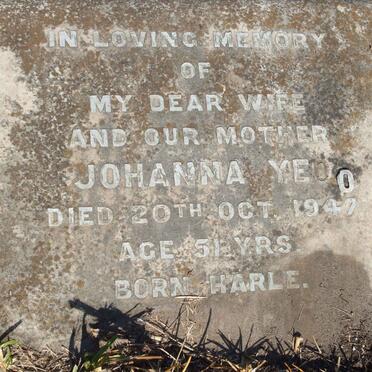 IN LOVING MEMORY
OF
MY DEAR WIFE
AND OUR MOTHER
JOHANNA YEO
DIED 20TH OCT. 1947
AGE 51 YRS.
BORN HARLE.